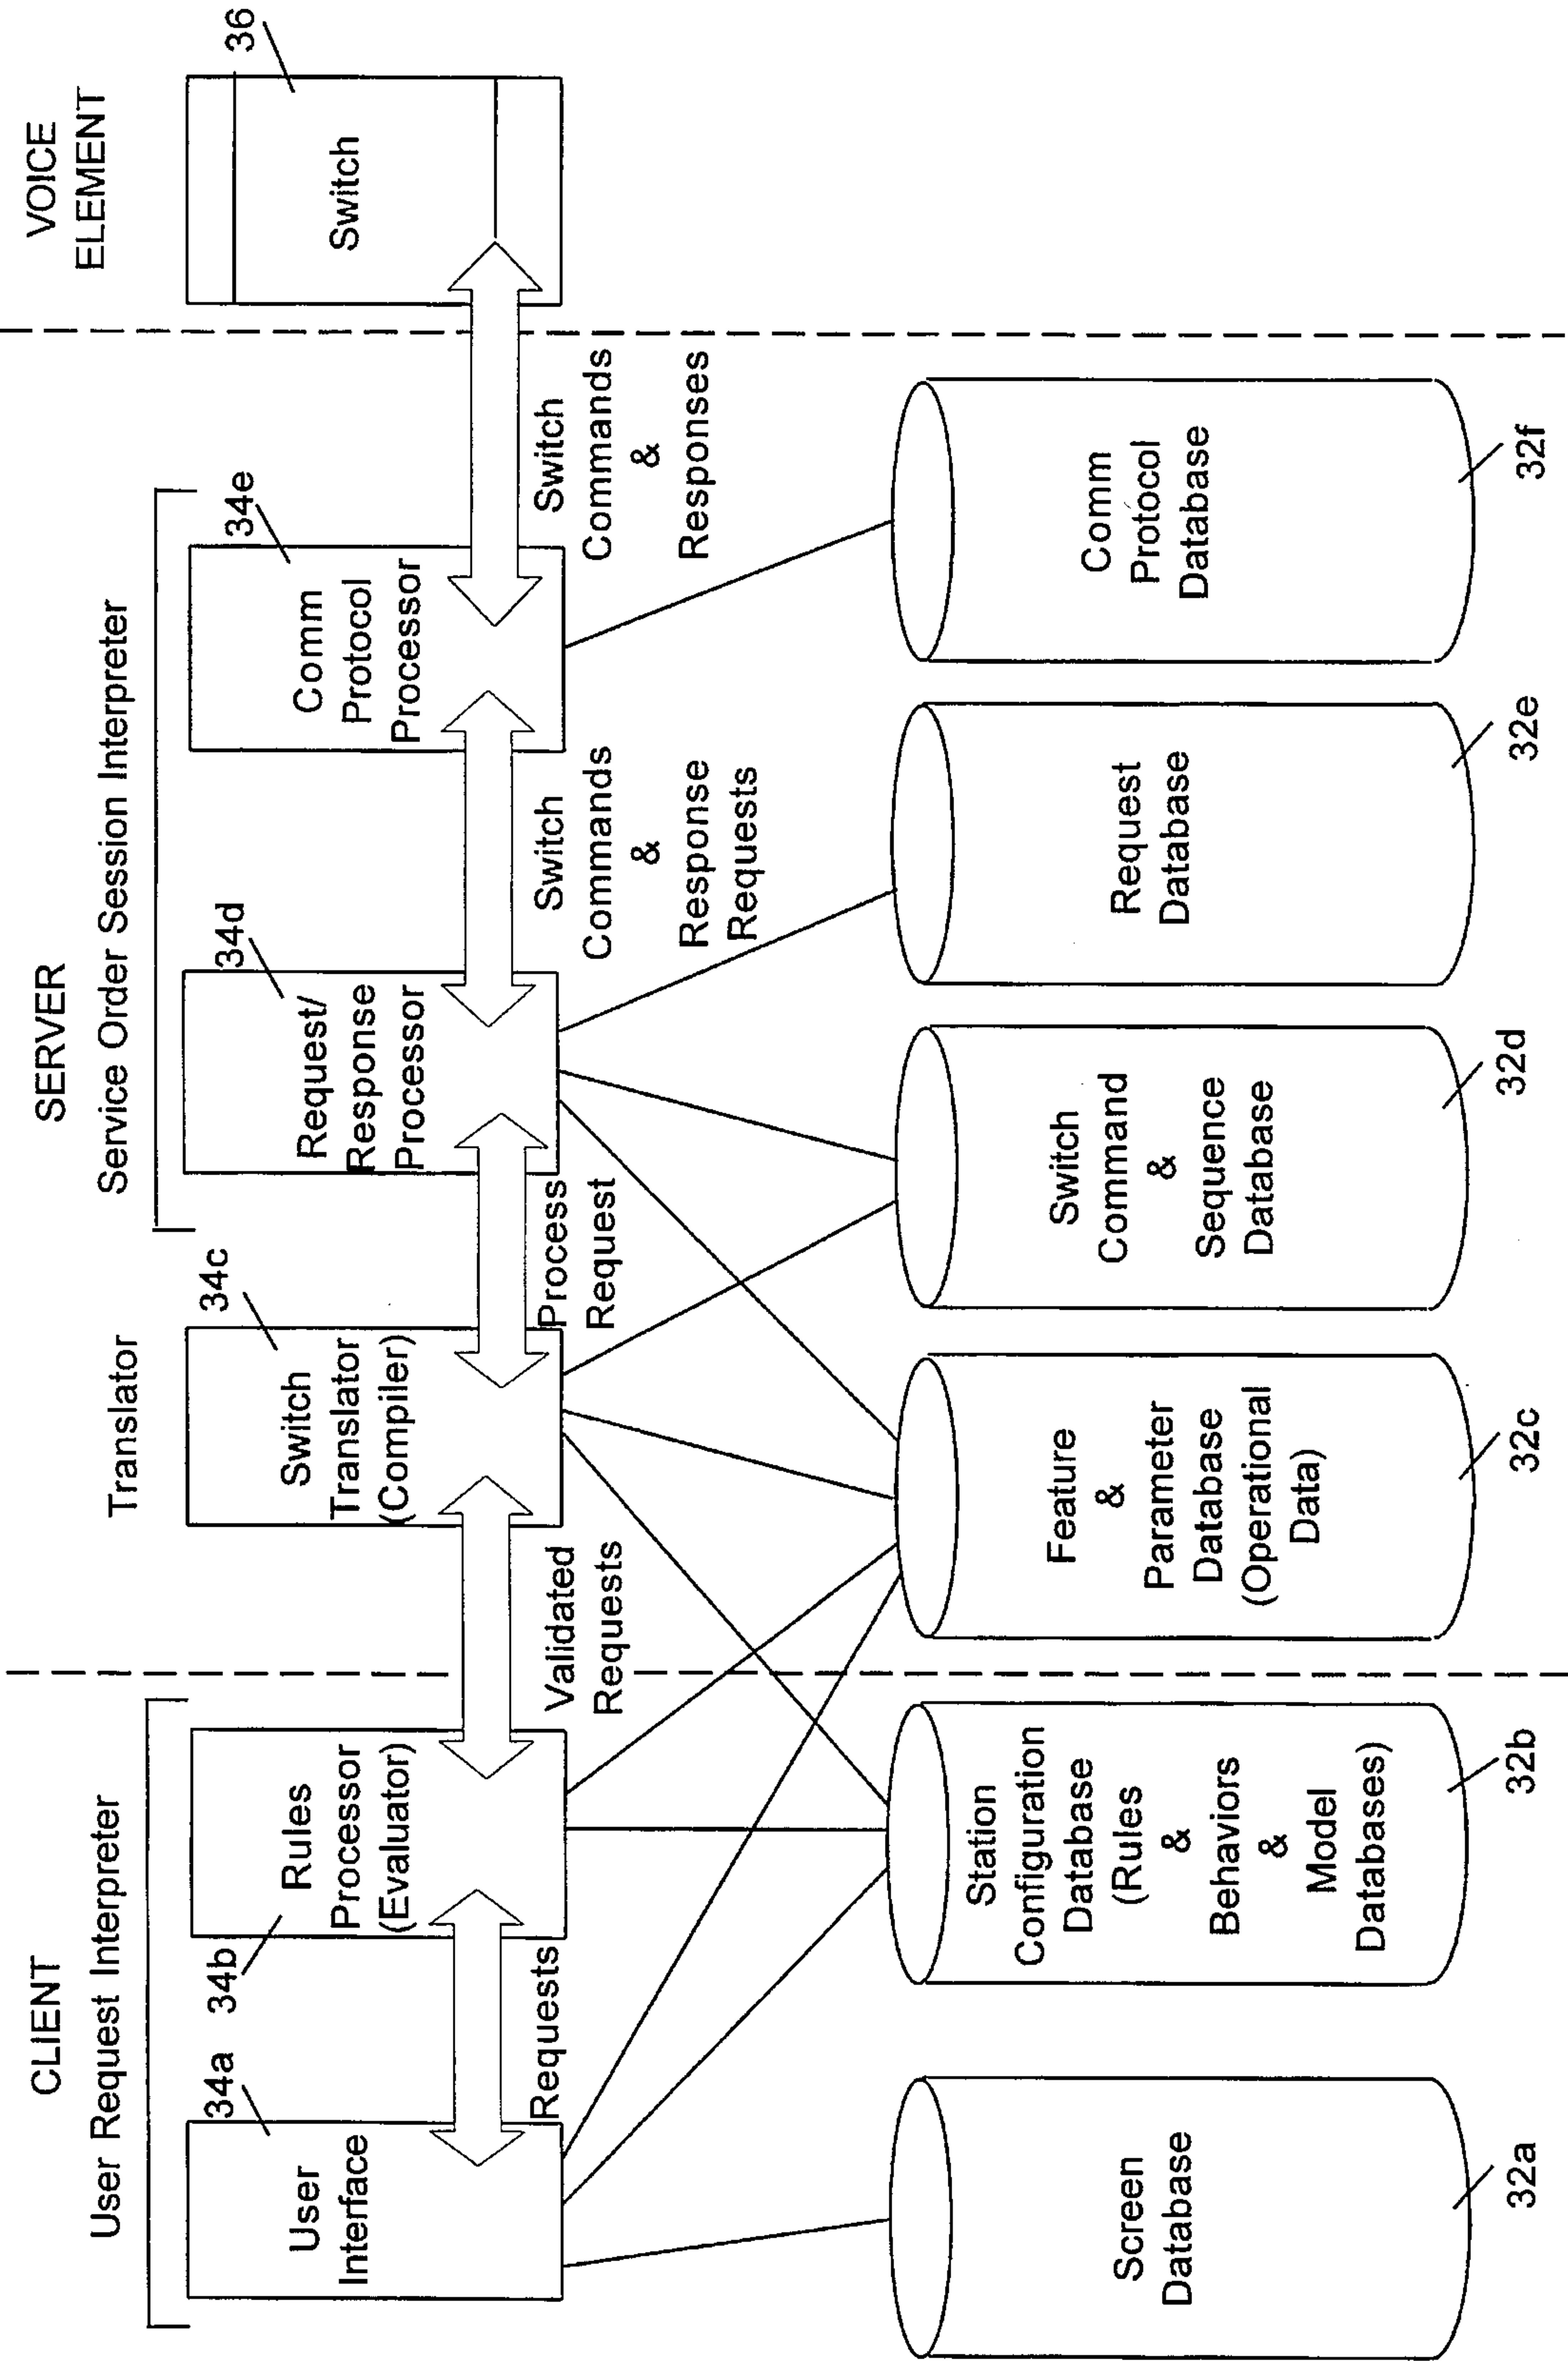 CLIENT
User Request Interpreter
SERVER
Translator
Service Order Session Interpreter
VOICE
ELEMENT
34a
User
Interface
Requests
34b
Rules
Processor
(Evaluator)
Validated
Requests
34c
Switch
Translator
(Compiler)
Process
Request
34d
Request/
Response
Processor
Switch
Commands
&
Response
Requests
34e
Comm
Protocol
Processor
Switch
Commands
&
Responses
36
Switch
Screen
Database
32a
Station
Configuration
Database
(Rules
&
Behaviors
&
Model
Databases)
32b
Feature
&
Parameter
Database
(Operational
Data)
32c
Switch
Command
&
Sequence
Database
32d
Request
Database
32e
Comm
Protocol
Database
32f